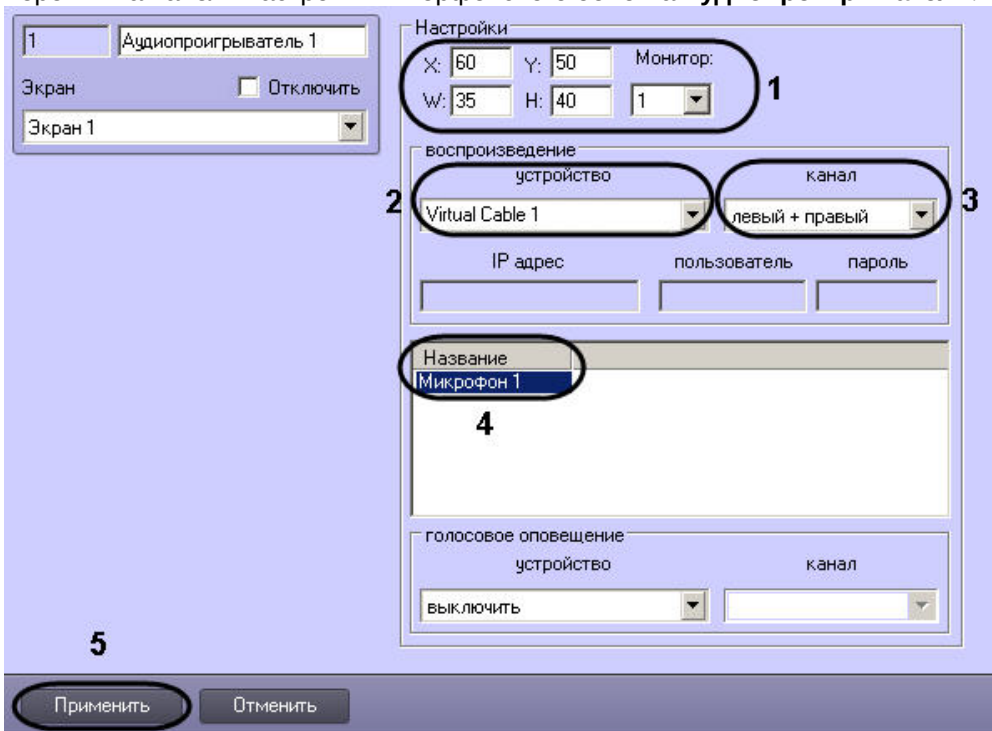 1 Аудиопроигрыватель 1
Экран Отключить
Экран 1
Настройки
X: 60 Y: 50 Монитор:
W: 35 H: 40 1
1
воспроизведение
устройство канал
2 Virtual Cable 1 левый + правый 3
IP адрес пользователь пароль
Название
Микрофон 1
4
голосовое оповещение
устройство канал
выключить
5
Применить Отменить